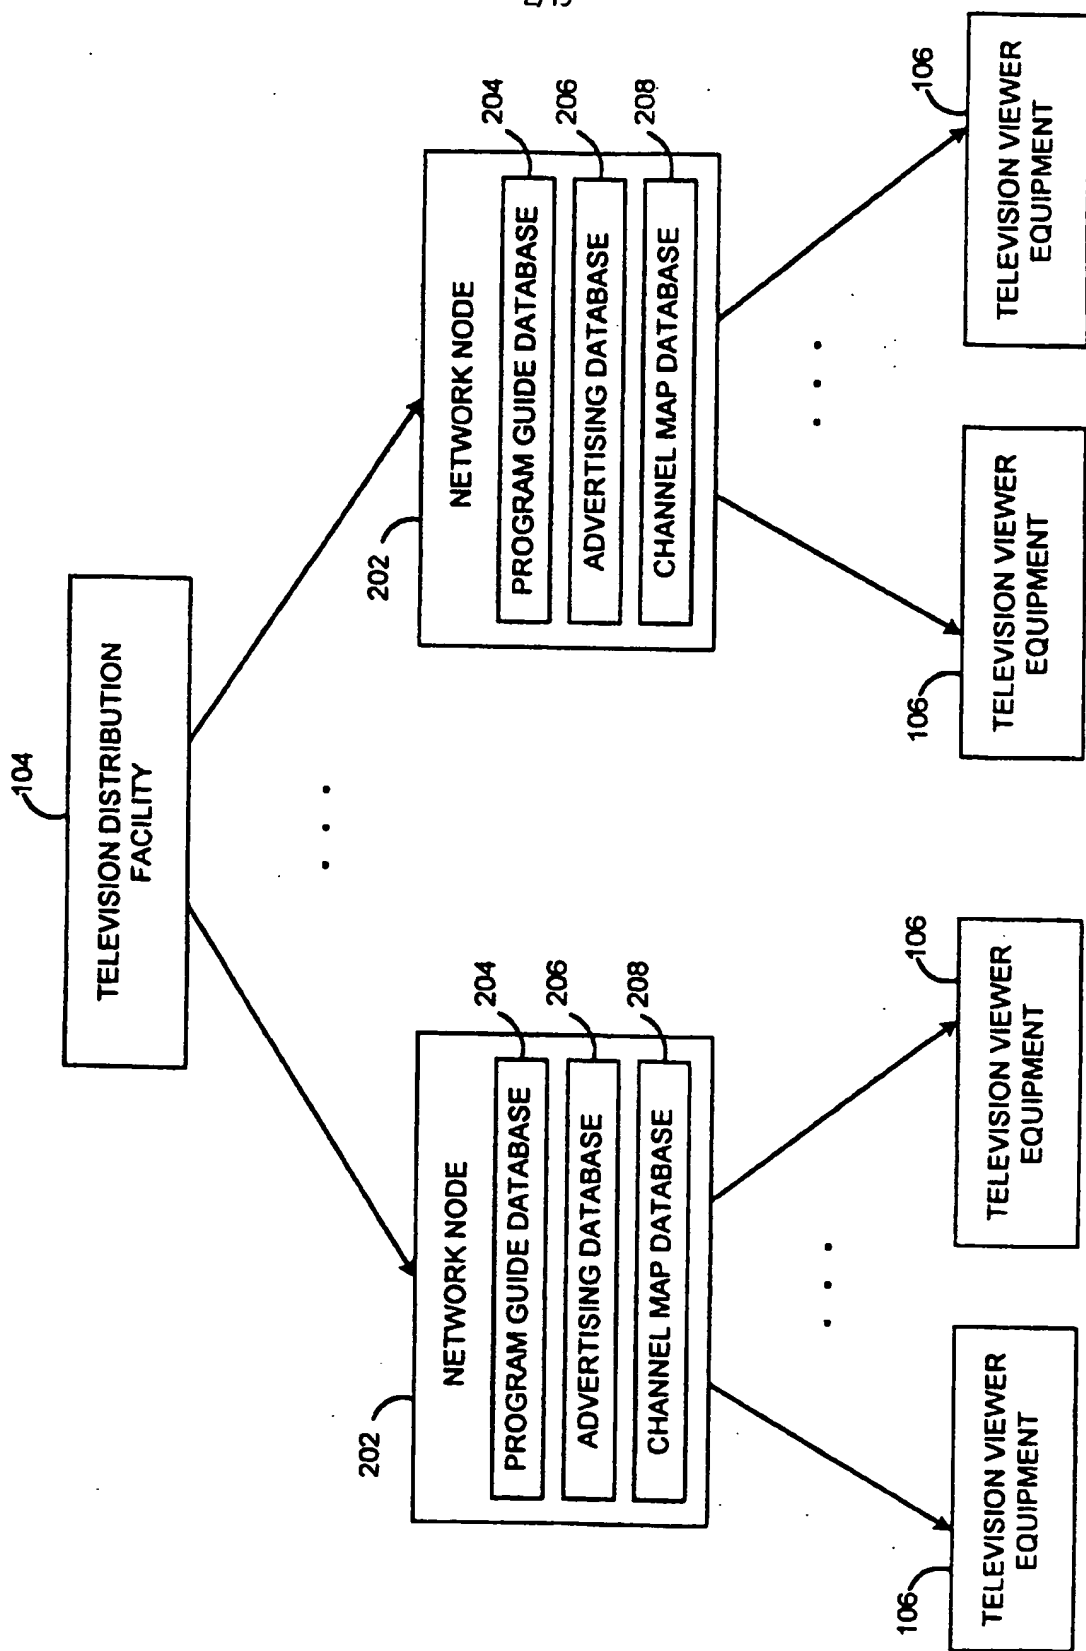 104
TELEVISION DISTRIBUTION
FACILITY
202
NETWORK NODE
PROGRAM GUIDE DATABASE
204
ADVERTISING DATABASE
206
CHANNEL MAP DATABASE
208
202
NETWORK NODE
PROGRAM GUIDE DATABASE
204
ADVERTISING DATABASE
206
CHANNEL MAP DATABASE
208
106
TELEVISION VIEWER
EQUIPMENT
106
TELEVISION VIEWER
EQUIPMENT
106
TELEVISION VIEWER
EQUIPMENT
106
TELEVISION VIEWER
EQUIPMENT